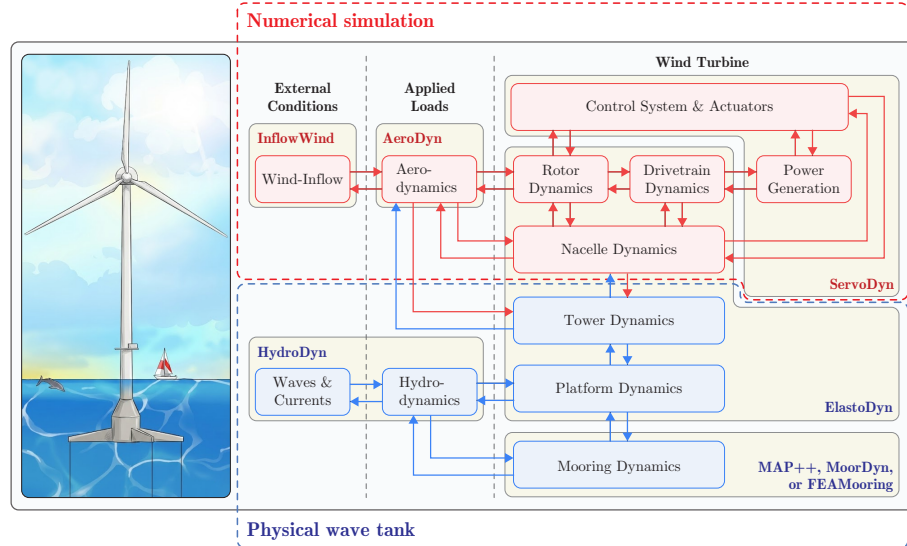 Numerical simulation
External
Conditions
Applied
Loads
Wind Turbine
Control System & Actuators
InflowWind
AeroDyn
Wind-Inflow
Aero-
dynamics
Rotor
Dynamics
Drivetrain
Dynamics
Power
Generation
Nacelle Dynamics
ServoDyn
Tower Dynamics
HydroDyn
Waves &
Currents
Hydro-
dynamics
Platform Dynamics
ElastoDyn
Mooring Dynamics
MAP++, MoorDyn,
or FEAMooring
Physical wave tank